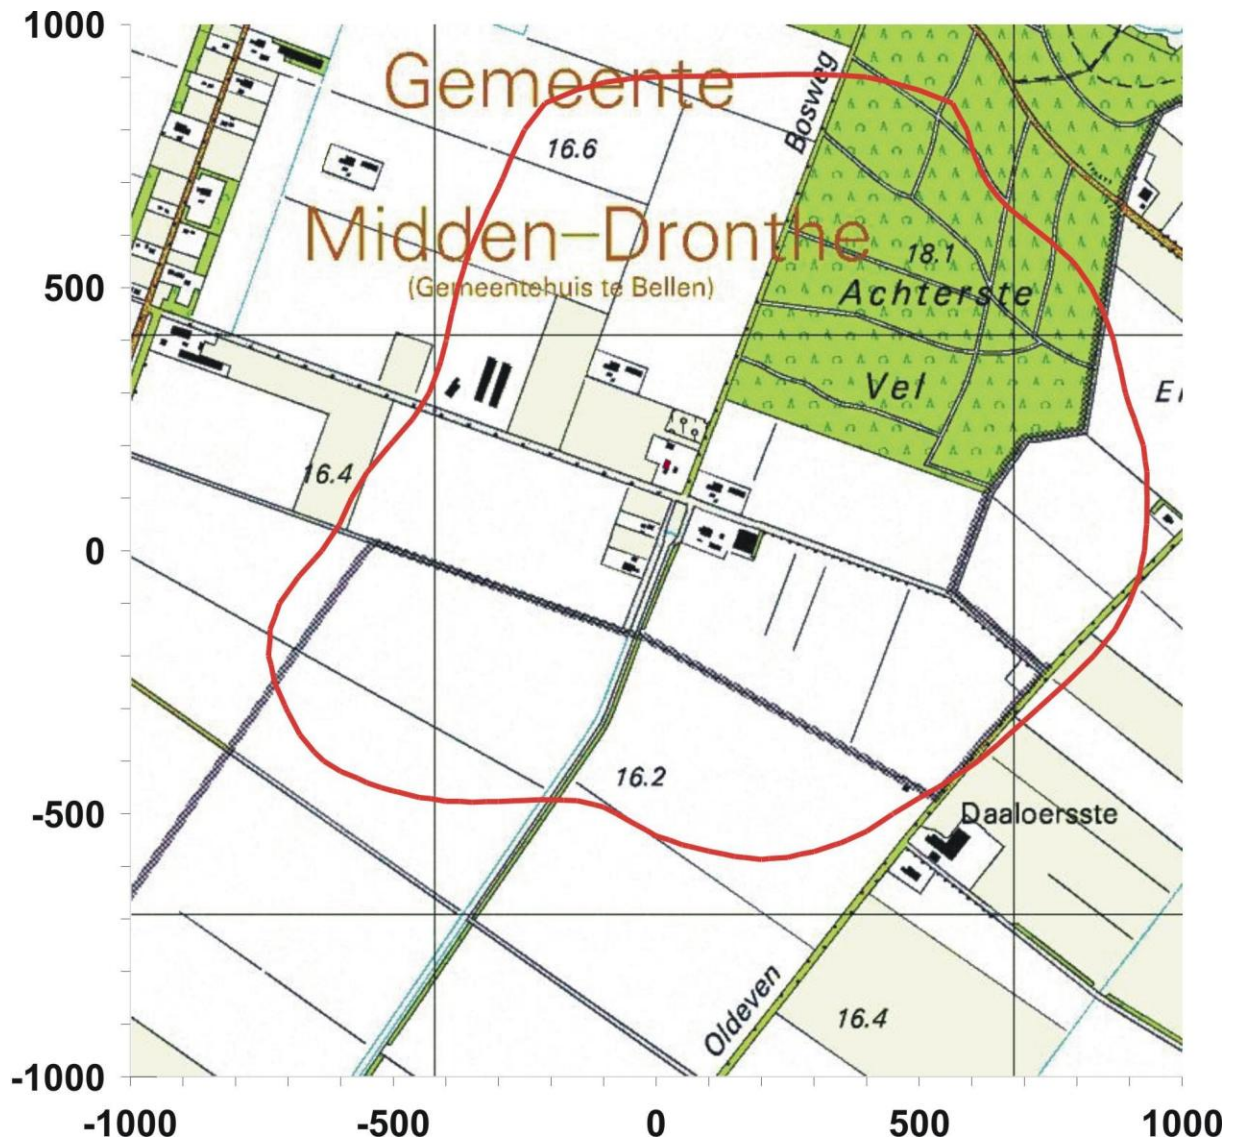 1000
500
0
-500
-1000
-1000
-500
0
500
1000
Gemeente
Midden-Dronthe
(Gemeentehuis te Bellen)
Bosweg
16.6
18.1
Achterste
Vel
16.4
16.2
Daaloersste
Oldeven
16.4